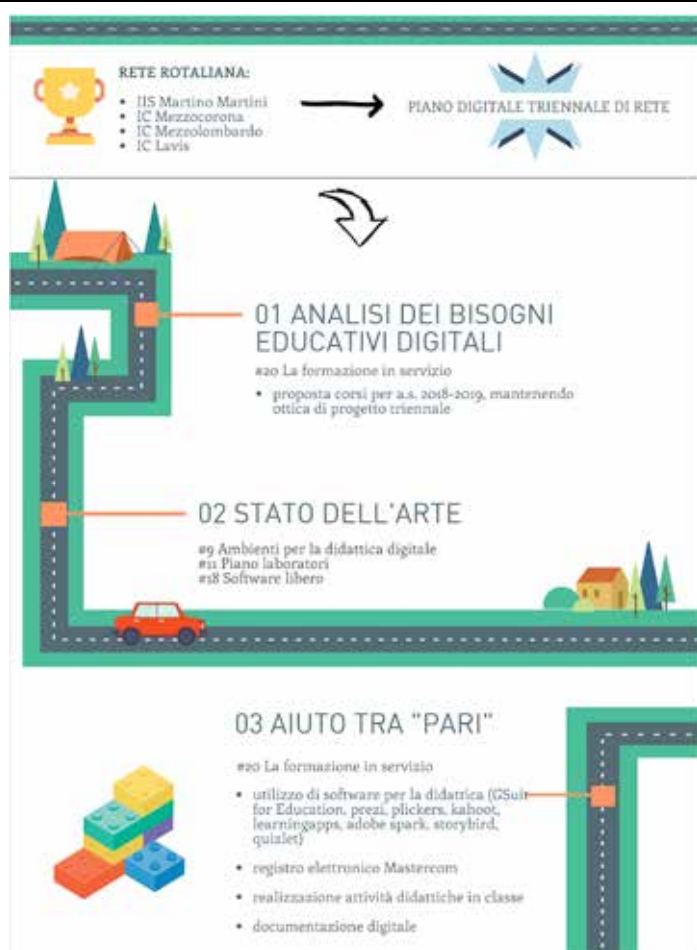 RETE ROTALIANA:
• IIS Martino Martini
• IC Mezzocorona
• IC Mezzolombardo
• IC Lavis
PIANO DIGITALE TRIENNALE DI RETE
01 ANALISI DEI BISOGNI
EDUCATIVI DIGITALI
#20 La formazione in servizio
• proposta corsi per a.s. 2018-2019, mantenendo
ottica di progetto triennale
02 STATO DELL'ARTE
#9 Ambienti per la didattica digitale
#11 Piano laboratori
#18 Software libero
03 AIUTO TRA "PARI"
#20 La formazione in servizio
• utilizzo di software per la didattica (GSuit
for Education, prezi, plickers, kahoot,
learningapps, adobe spark, storybird,
quizlet)
• registro elettronico Mastercom
• realizzazione attività didattiche in classe
• documentazione digitale